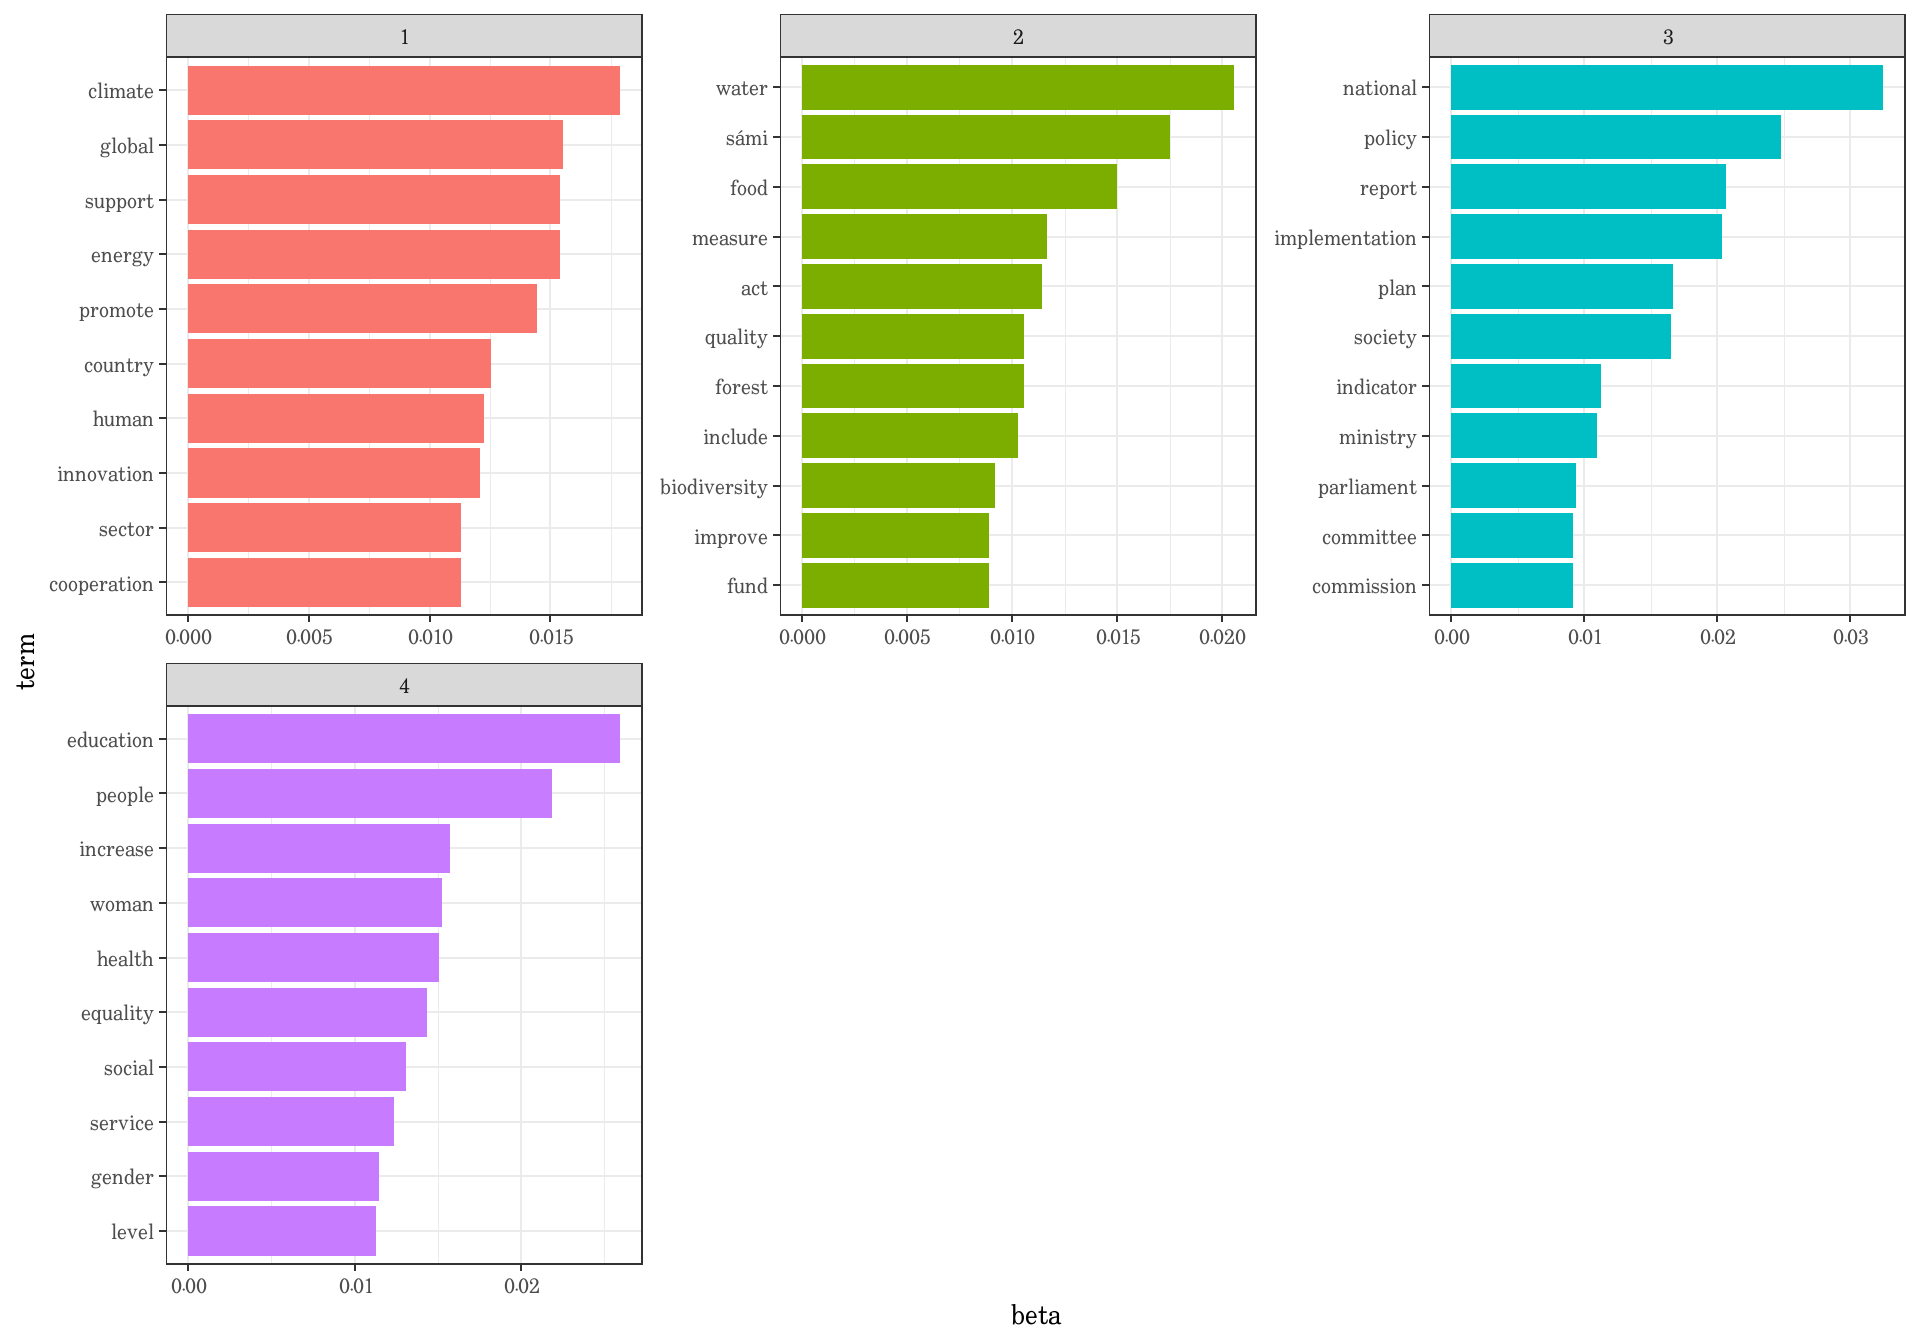 1
climate
global
support
energy
promote
country
human
innovation
sector
cooperation
0.000 0.005 0.010 0.015
2
water
sámi
food
measure
act
quality
forest
include
biodiversity
improve
fund
0.000 0.005 0.010 0.015 0.020
3
national
policy
report
implementation
plan
society
indicator
ministry
parliament
committee
commission
0.00 0.01 0.02 0.03
term
4
education
people
increase
woman
health
equality
social
service
gender
level
0.00 0.01 0.02
beta